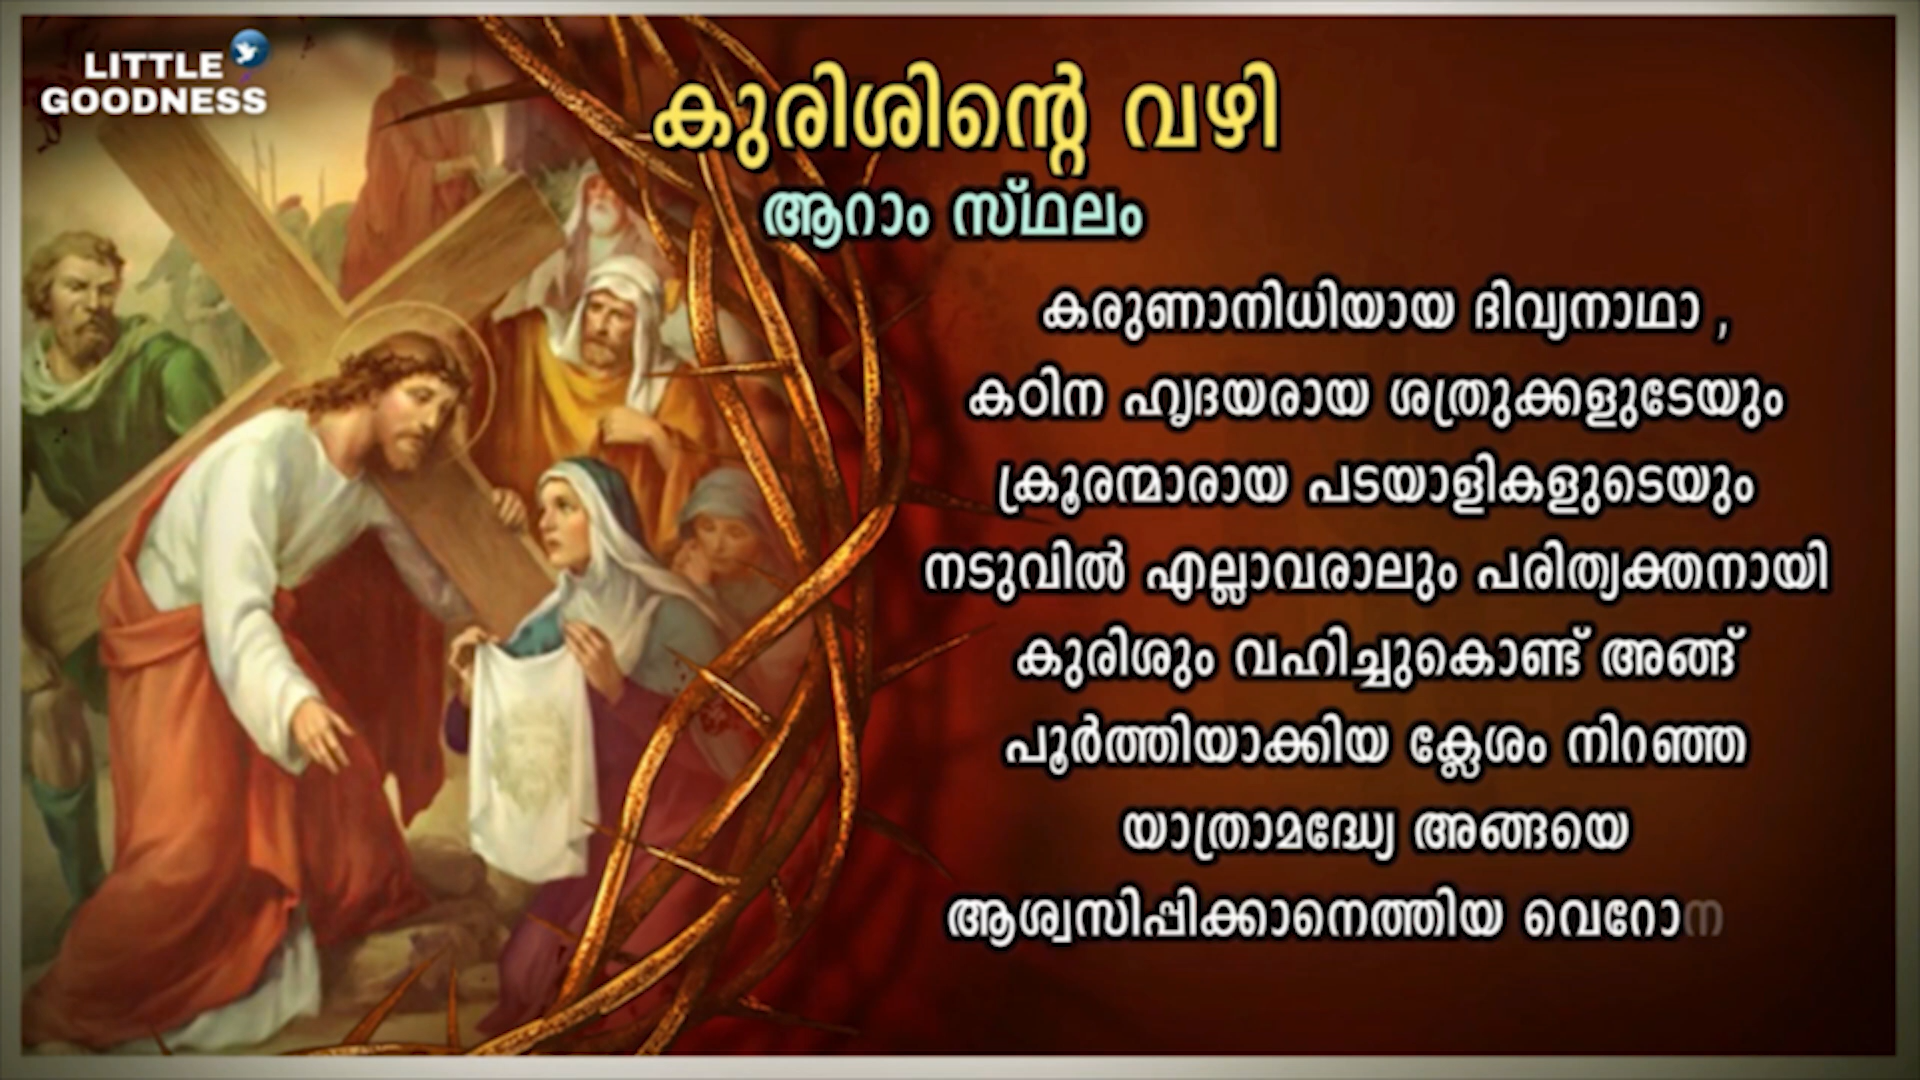 LITTLE
GOODNESS
കുരിശിന്റെ വഴി
ആറാം സ്ഥലം
കരുണാനിധിയായ ദിവ്യനാഥാ ,
കഠിന ഹൃദയരായ ശത്രുക്കളുടേയും
ക്രൂരന്മാരായ പടയാളികളുടെയും
നടുവിൽ എല്ലാവരാലും പരിത്യക്തനായി
കുരിശും വഹിച്ചുകൊണ്ട് അങ്ങ്
പൂർത്തിയാക്കിയ ക്ലേശം നിറഞ്ഞ
യാത്രാമദ്ധ്യേ അങ്ങയെ
ആശ്വസിപ്പിക്കാനെത്തിയ വെറോന